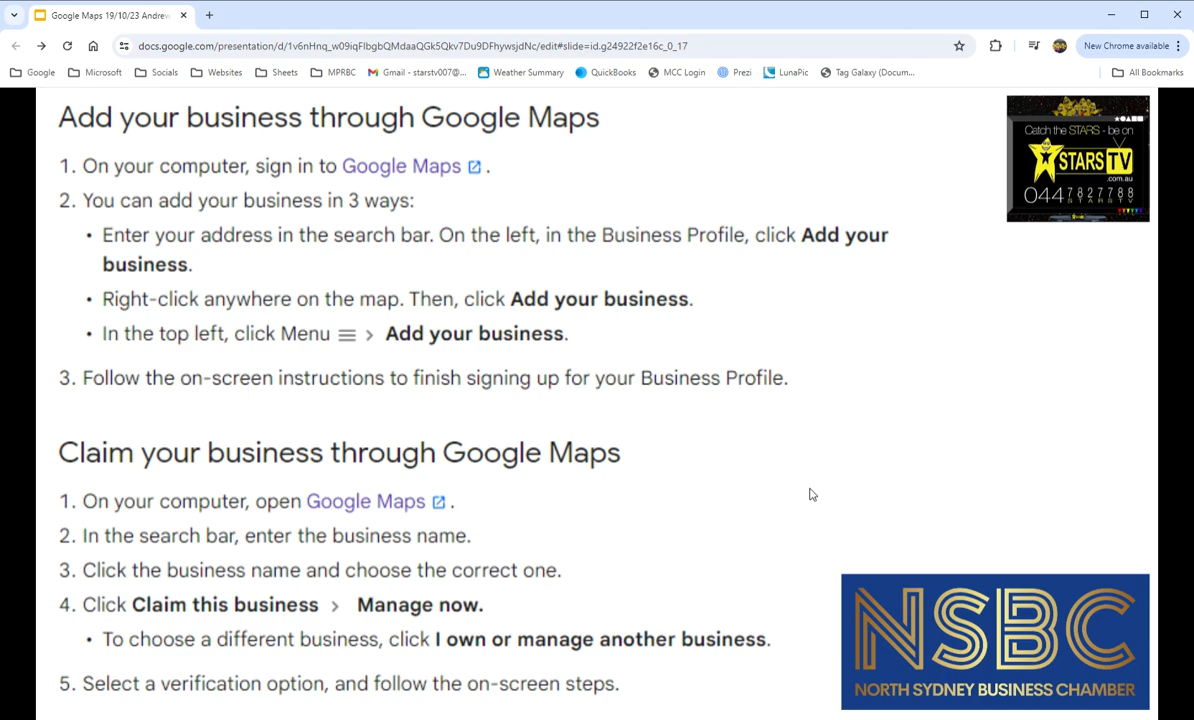 Google Maps 19/10/23 Andrew
docs.google.com/presentation/d/1v6nHnq_w09iqFIbgbQMdaaQGk5Qkv7Du9DFhywsjdNc/edit#slide=id.g24922f2e16c_0_17
New Chrome available
Google Microsoft Socials Websites Sheets MPRBC Gmail - starstv007@... Weather Summary QuickBooks MCC Login Prezi LunaPic Tag Galaxy (Docum... All Bookmarks
Add your business through Google Maps
1. On your computer, sign in to Google Maps .
2. You can add your business in 3 ways:
• Enter your address in the search bar. On the left, in the Business Profile, click Add your
business.
• Right-click anywhere on the map. Then, click Add your business.
• In the top left, click Menu > Add your business.
3. Follow the on-screen instructions to finish signing up for your Business Profile.
Catch the STARS - be on
STARS TV
.com.au
044 7827788
STARSTV
Claim your business through Google Maps
1. On your computer, open Google Maps .
2. In the search bar, enter the business name.
3. Click the business name and choose the correct one.
4. Click Claim this business > Manage now.
• To choose a different business, click I own or manage another business.
5. Select a verification option, and follow the on-screen steps.
NSBC
NORTH SYDNEY BUSINESS CHAMBER